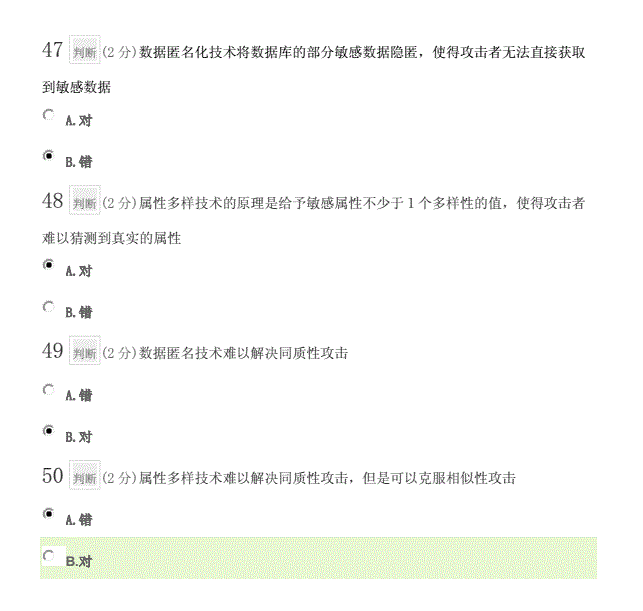 47 判断(2 分)数据匿名化技术将数据库的部分敏感数据隐匿，使得攻击者无法直接获取
到敏感数据
A.对
B.错
48 判断(2 分)属性多样技术的原理是给予敏感属性不少于 1 个多样性的值，使得攻击者
难以猜测到真实的属性
A.对
B.错
49 判断(2 分)数据匿名技术难以解决同质性攻击
A.错
B.对
50 判断(2 分)属性多样技术难以解决同质性攻击，但是可以克服相似性攻击
A.错
B.对